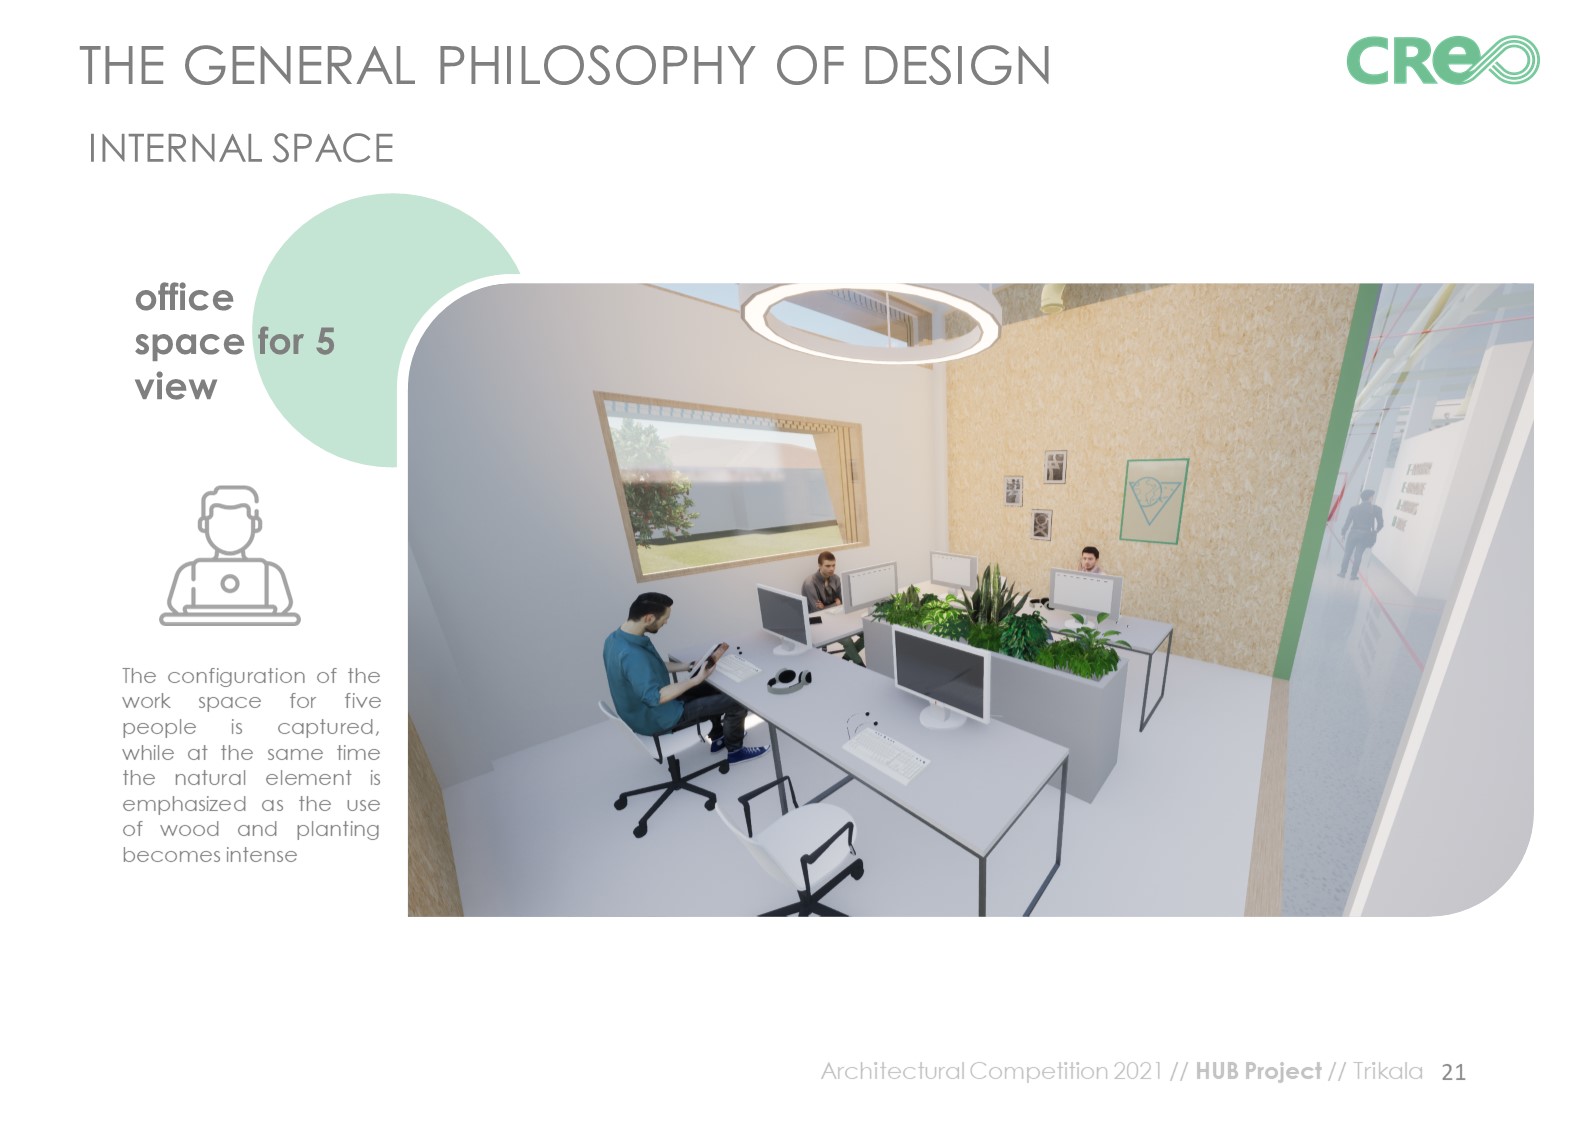 THE GENERAL PHILOSOPHY OF DESIGN
CReo
INTERNAL SPACE
office
space for 5
view
The configuration of the
work space for five
people is captured,
while at the same time
the natural element is
emphasized as the use
of wood and planting
becomes intense
Architectural Competition 2021 // HUB Project // Trikala 21